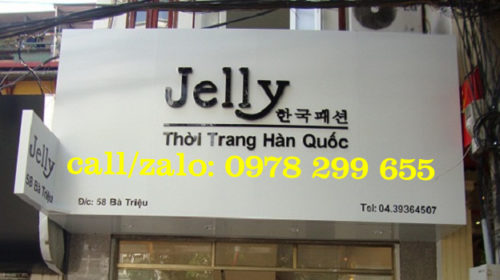 Jelly
한국패션
Thời Trang Hàn Quốc
call/zalo: 0978 299 655
Đ/c: 58 Bà Triệu
Tel: 04.39364507
Jelly
58 Bà Triệu